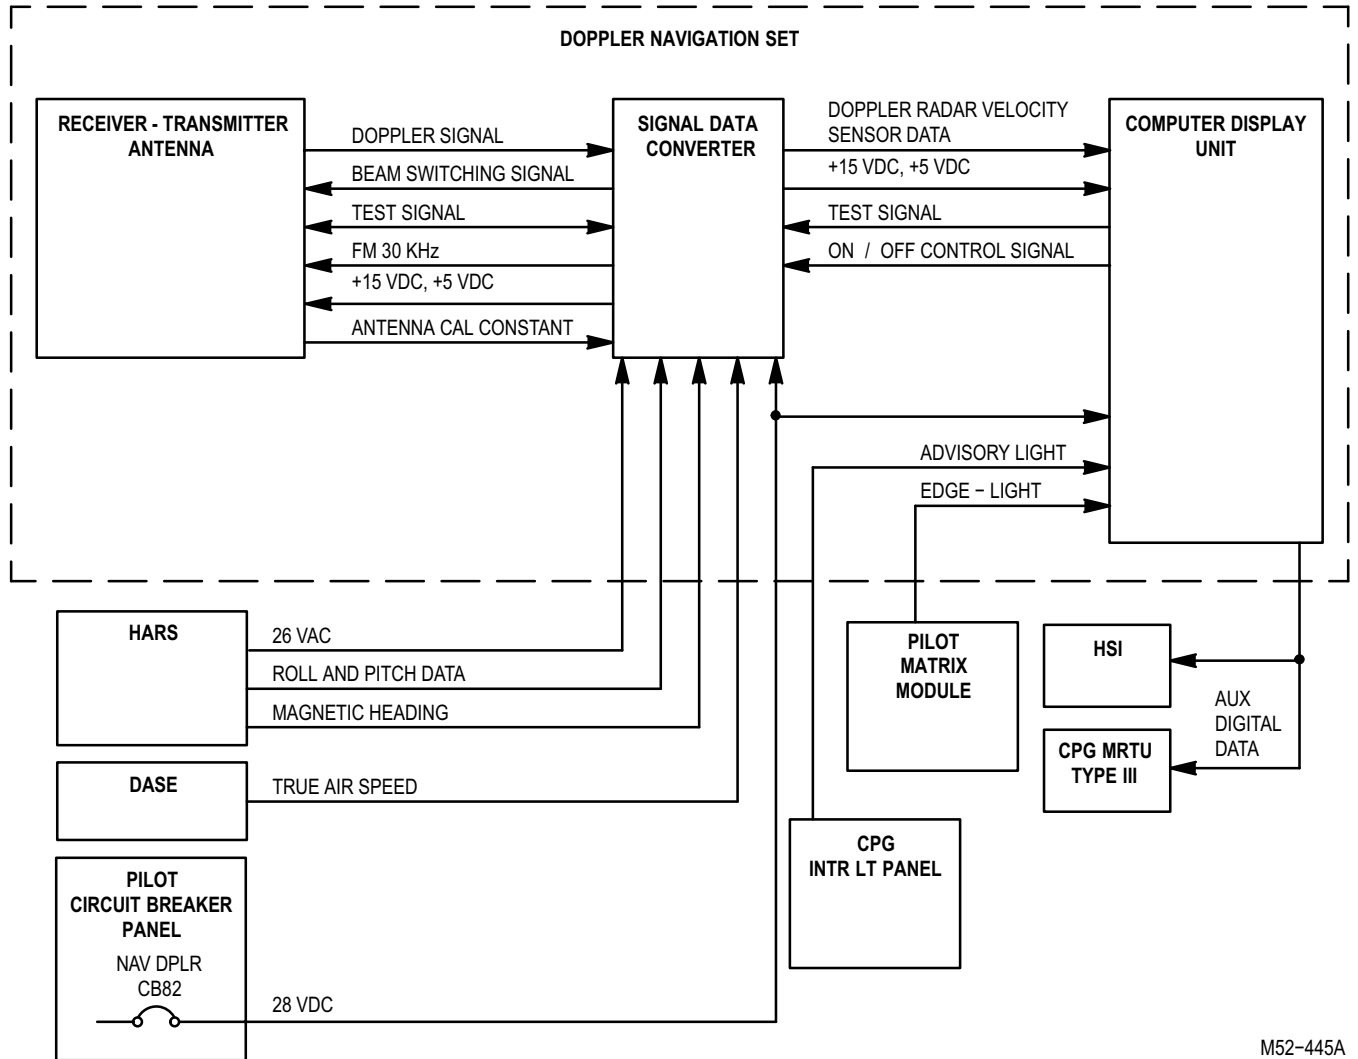 DOPPLER NAVIGATION SET
RECEIVER - TRANSMITTER
ANTENNA
DOPPLER SIGNAL
BEAM SWITCHING SIGNAL
TEST SIGNAL
FM 30 KHz
+15 VDC, +5 VDC
ANTENNA CAL CONSTANT
SIGNAL DATA
CONVERTER
DOPPLER RADAR VELOCITY
SENSOR DATA
+15 VDC, +5 VDC
TEST SIGNAL
ON / OFF CONTROL SIGNAL
COMPUTER DISPLAY
UNIT
ADVISORY LIGHT
EDGE − LIGHT
HARS
26 VAC
ROLL AND PITCH DATA
MAGNETIC HEADING
DASE
TRUE AIR SPEED
PILOT
CIRCUIT BREAKER
PANEL
NAV DPLR
CB82
28 VDC
PILOT
MATRIX
MODULE
CPG
INTR LT PANEL
HSI
AUX
DIGITAL
DATA
CPG MRTU
TYPE III
M52−445A